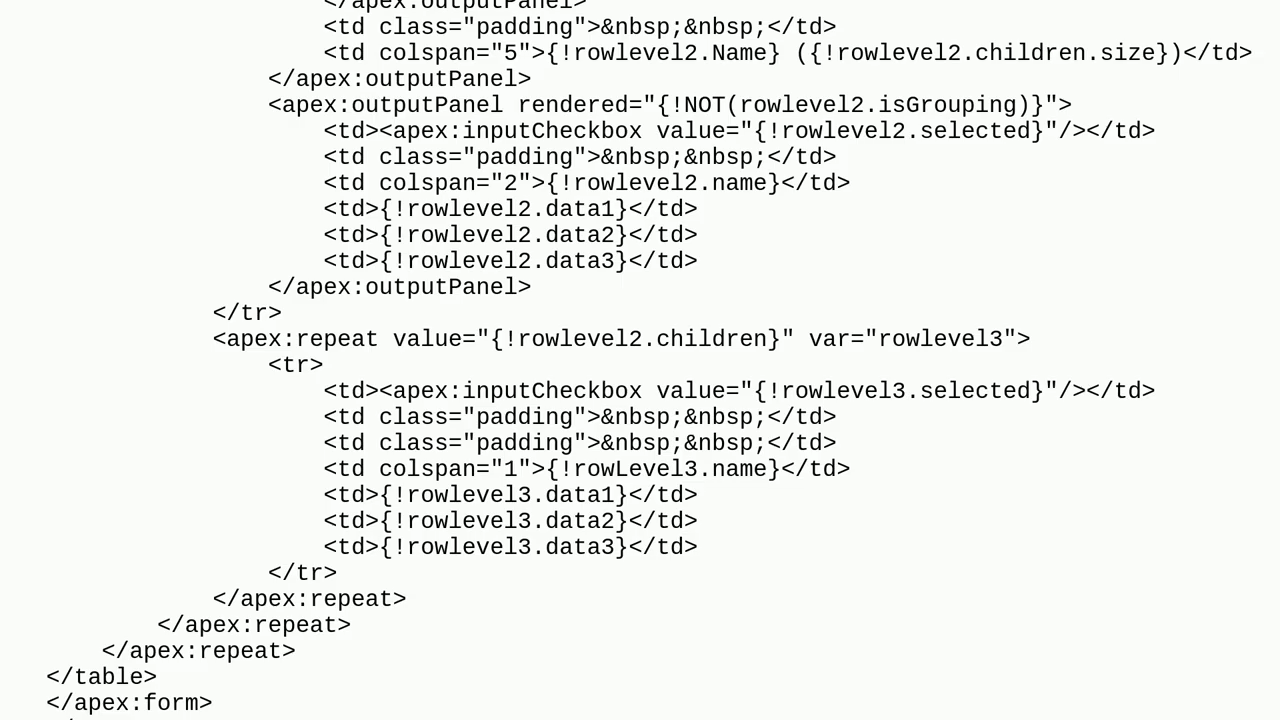 </apex:outputPanel>
<td class="padding">&nbsp;&nbsp;</td>
<td colspan="5">{!rowlevel2.Name} ({!rowlevel2.children.size})</td>
</apex:outputPanel>
<apex:outputPanel rendered="{!NOT(rowlevel2.isGrouping)}">
<td><apex:inputCheckbox value="{!rowlevel2.selected}"/></td>
<td class="padding">&nbsp;&nbsp;</td>
<td colspan="2">{!rowlevel2.name}</td>
<td>{!rowlevel2.data1}</td>
<td>{!rowlevel2.data2}</td>
<td>{!rowlevel2.data3}</td>
</apex:outputPanel>
</tr>
<apex:repeat value="{!rowlevel2.children}" var="rowlevel3">
<tr>
<td><apex:inputCheckbox value="{!rowlevel3.selected}"/></td>
<td class="padding">&nbsp;&nbsp;</td>
<td class="padding">&nbsp;&nbsp;</td>
<td colspan="1">{!rowLevel3.name}</td>
<td>{!rowlevel3.data1}</td>
<td>{!rowlevel3.data2}</td>
<td>{!rowlevel3.data3}</td>
</tr>
</apex:repeat>
</apex:repeat>
</apex:repeat>
</table>
</apex:form>